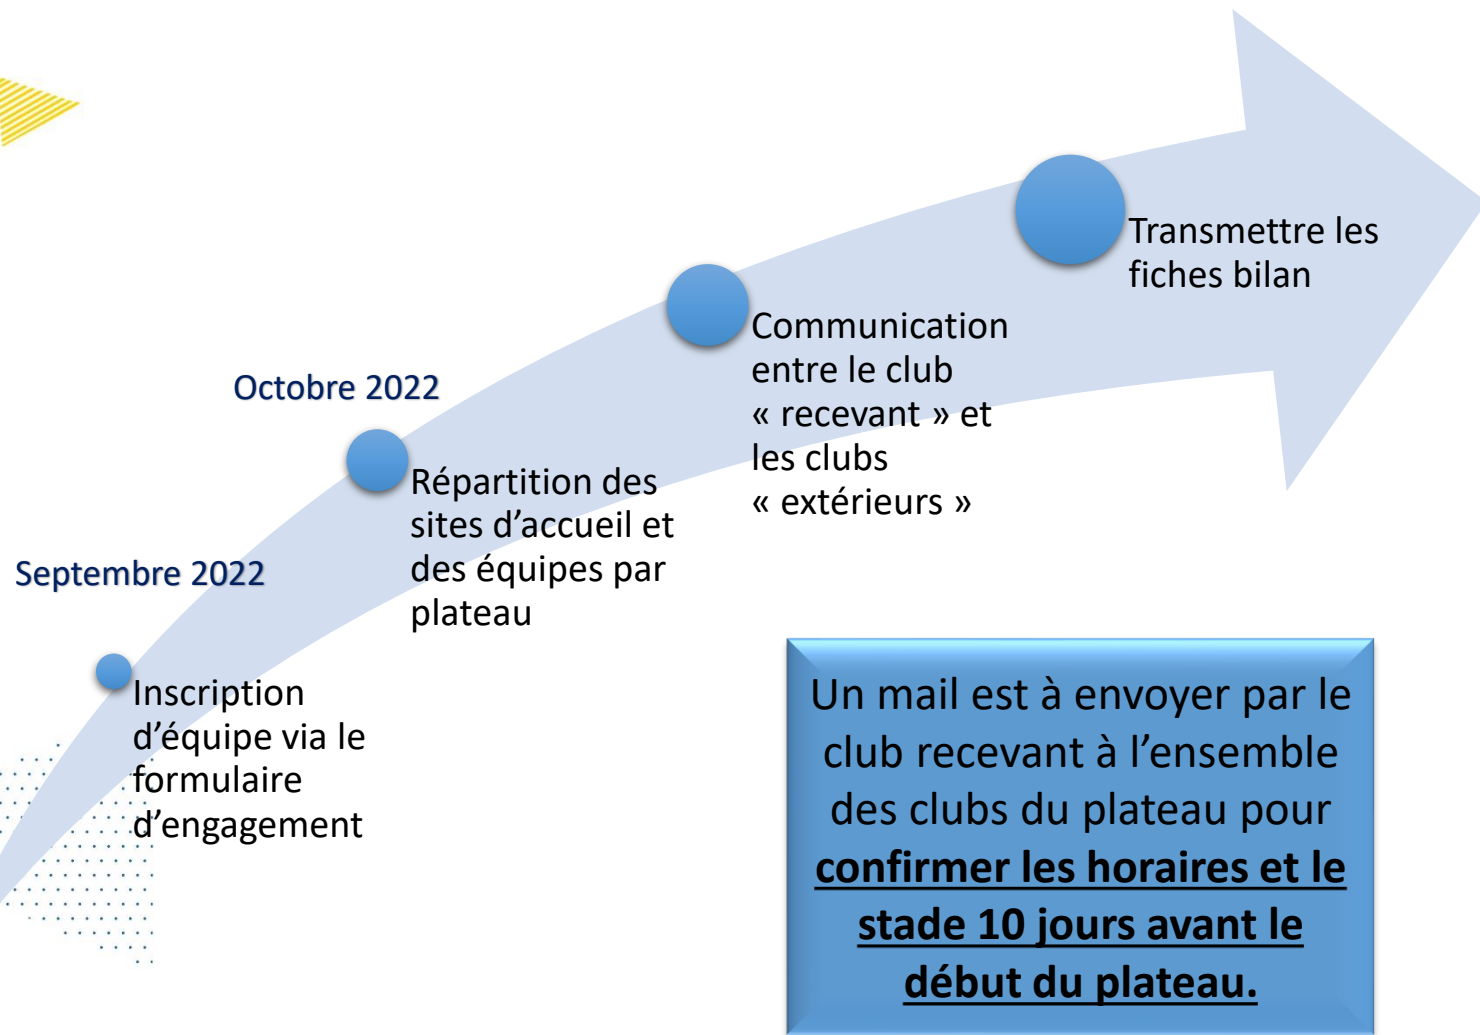 Septembre 2022
Inscription
d’équipe via le
formulaire
d’engagement
Octobre 2022
Répartition des
sites d’accueil et
des équipes par
plateau
Communication
entre le club
« recevant » et
les clubs
« extérieurs »
Transmettre les
fiches bilan
Un mail est à envoyer par le
club recevant à l’ensemble
des clubs du plateau pour
confirmer les horaires et le
stade 10 jours avant le
début du plateau.